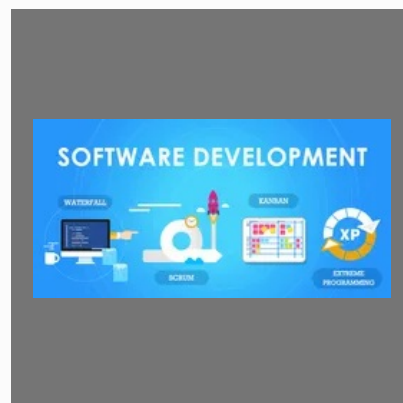 SOFTWARE DEVELOPMENT
WATERFALL
KANBAN
XP
SCRUM
EXTREME
PROGRAMMING